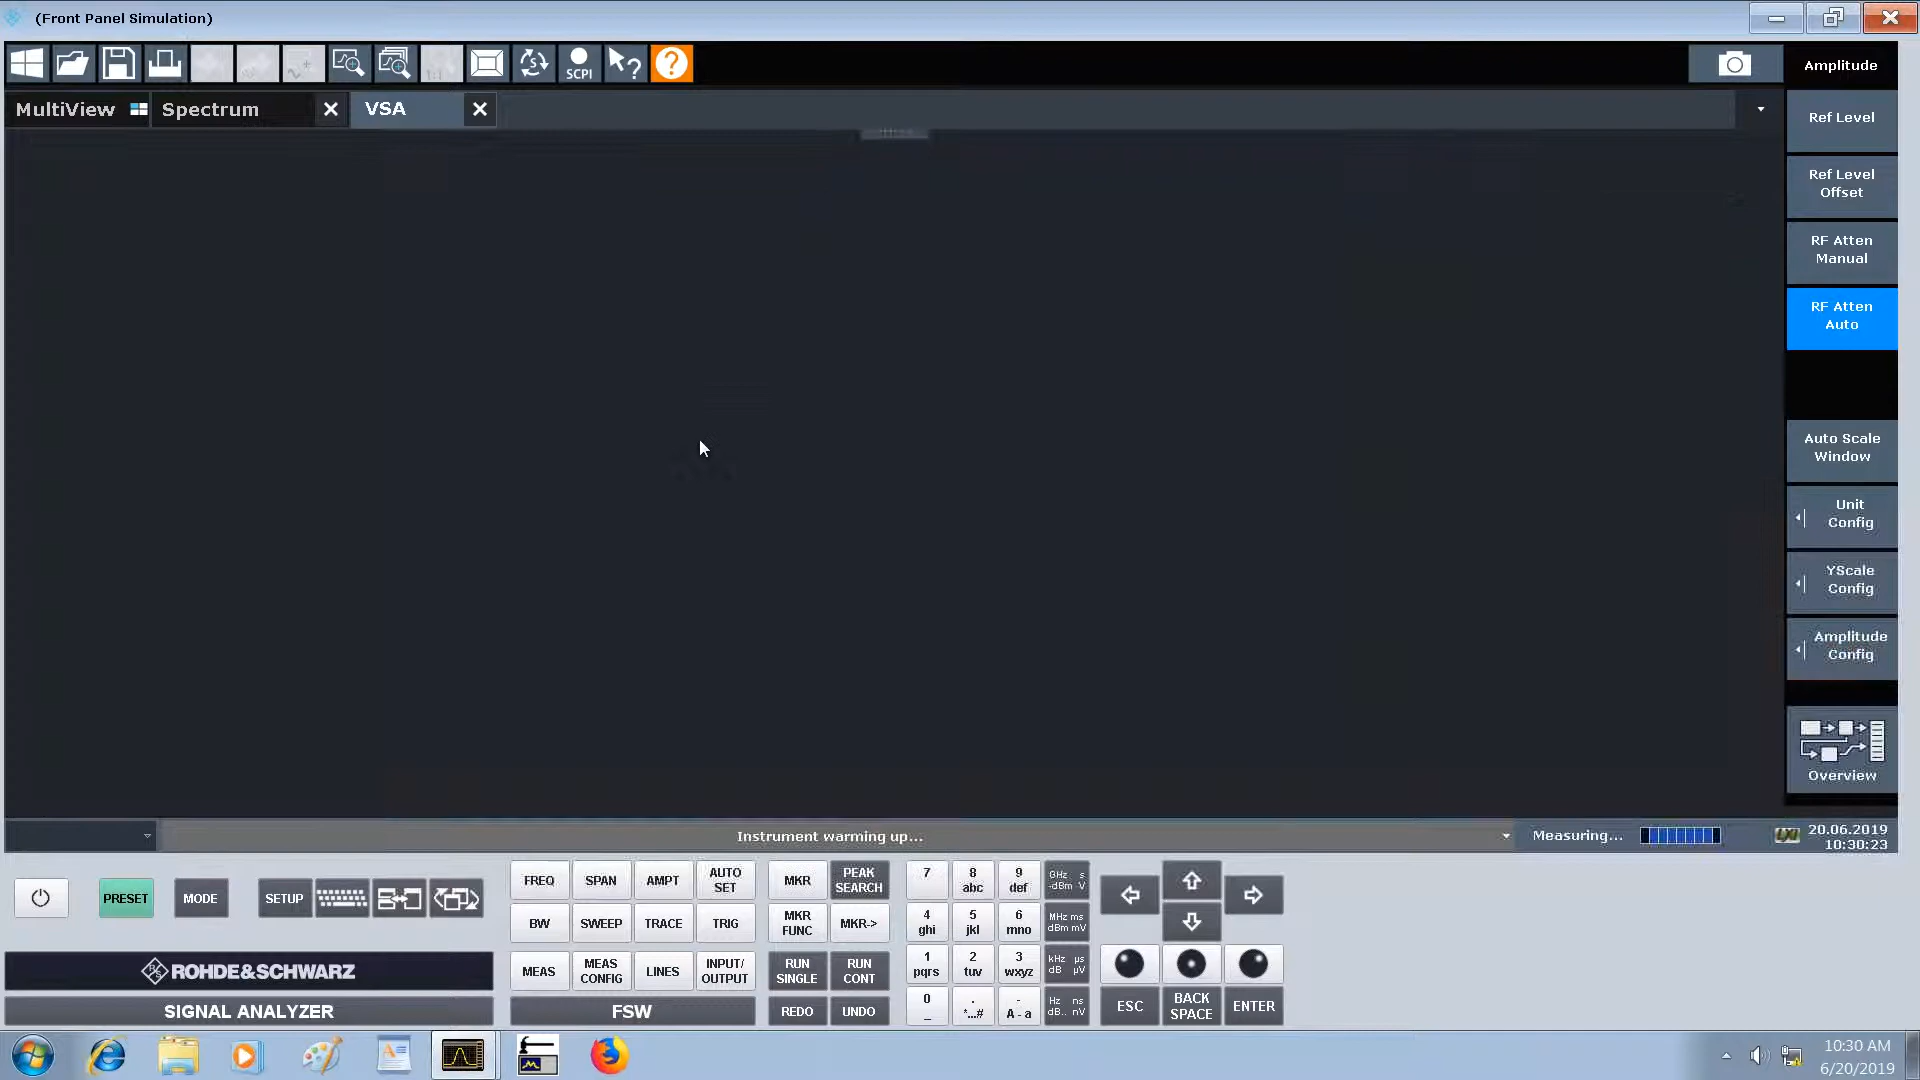 (Front Panel Simulation)
SCPI
Amplitude
MultiView
Spectrum
VSA
Ref Level
Ref Level
Offset
RF Atten
Manual
RF Atten
Auto
Auto Scale
Window
Unit
Config
YScale
Config
Amplitude
Config
Overview
Instrument warming up...
Measuring...
20.06.2019
10:30:23
PRESET
MODE
SETUP
FREQ
SPAN
AMPT
AUTO
SET
BW
SWEEP
TRACE
TRIG
MEAS
MEAS
CONFIG
LINES
INPUT/
OUTPUT
MKR
PEAK
SEARCH
MKR
FUNC
MKR->
RUN
SINGLE
RUN
CONT
REDO
UNDO
7
8
abc
9
def
GHz s
-dBm V
4
ghi
5
jkl
6
mno
MHz ms
dBm mV
1
pqrs
2
tuv
3
wxyz
kHz µs
dB µV
0
_
.
*...#
-
A - a
Hz ns
dB.. nV
ESC
BACK
SPACE
ENTER
ROHDE&SCHWARZ
SIGNAL ANALYZER
FSW
10:30 AM
6/20/2019